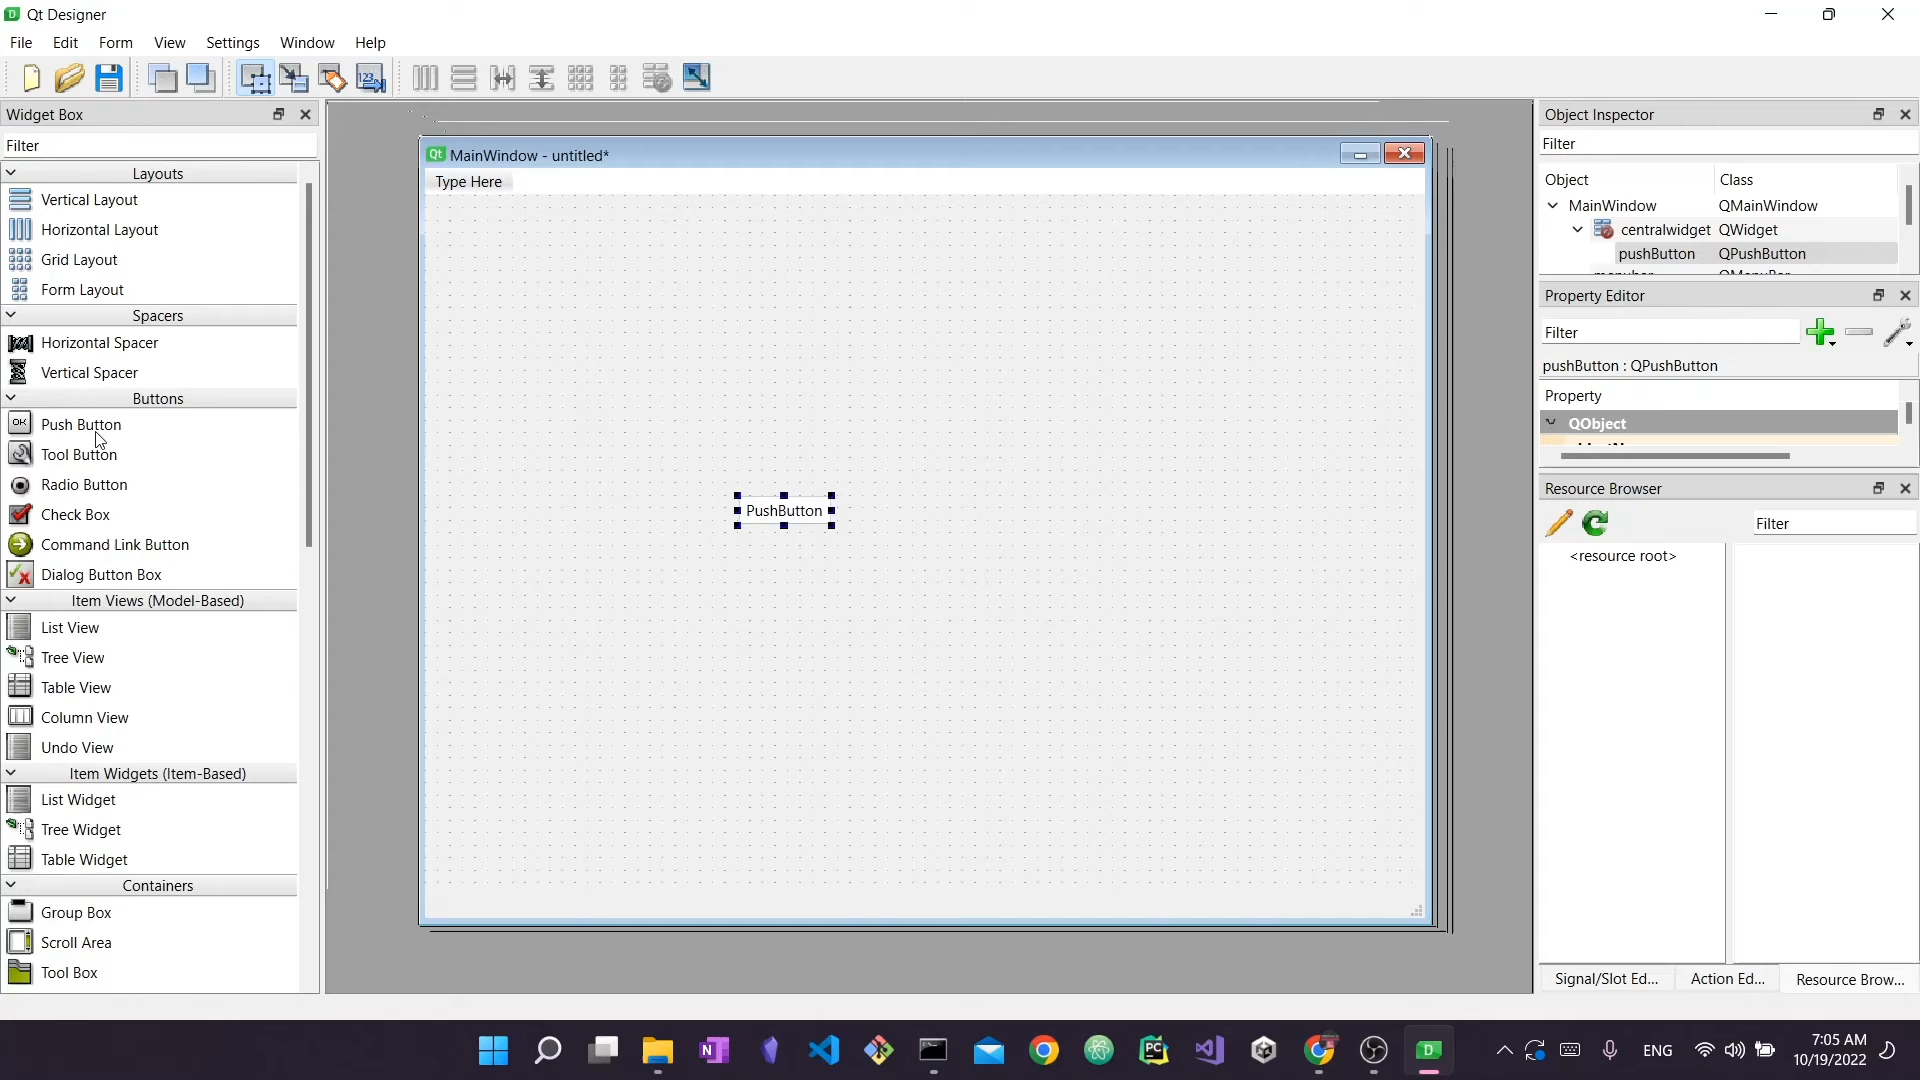 Qt Designer
File Edit Form View Settings Window Help
Widget Box
Filter
Layouts
Vertical Layout
Horizontal Layout
Grid Layout
Form Layout
Spacers
Horizontal Spacer
Vertical Spacer
Buttons
OK Push Button
Tool Button
Radio Button
Check Box
Command Link Button
Dialog Button Box
Item Views (Model-Based)
List View
Tree View
Table View
Column View
Undo View
Item Widgets (Item-Based)
List Widget
Tree Widget
Table Widget
Containers
Group Box
Scroll Area
Tool Box
Qt MainWindow - untitled*
Type Here
PushButton
Object Inspector
Filter
Object Class
MainWindow QMainWindow
centralwidget QWidget
pushButton QPushButton
Property Editor
Filter
pushButton : QPushButton
Property
QObject
Resource Browser
Filter
<resource root>
Signal/Slot Ed... Action Ed... Resource Brow...
ENG
7:05 AM
10/19/2022